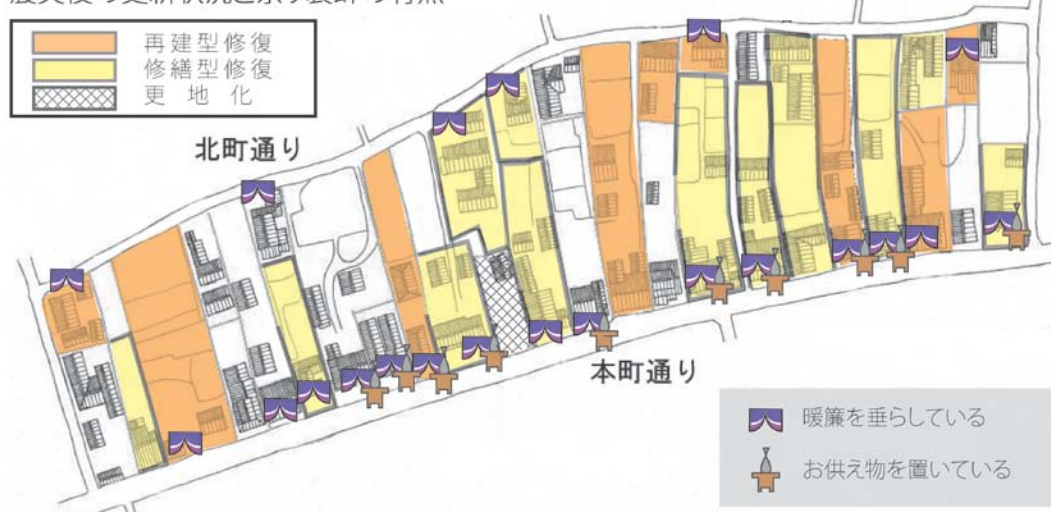 再建型修復
修繕型修復
更地化
北町通り
本町通り
暖簾を垂らしている
お供え物を置いている